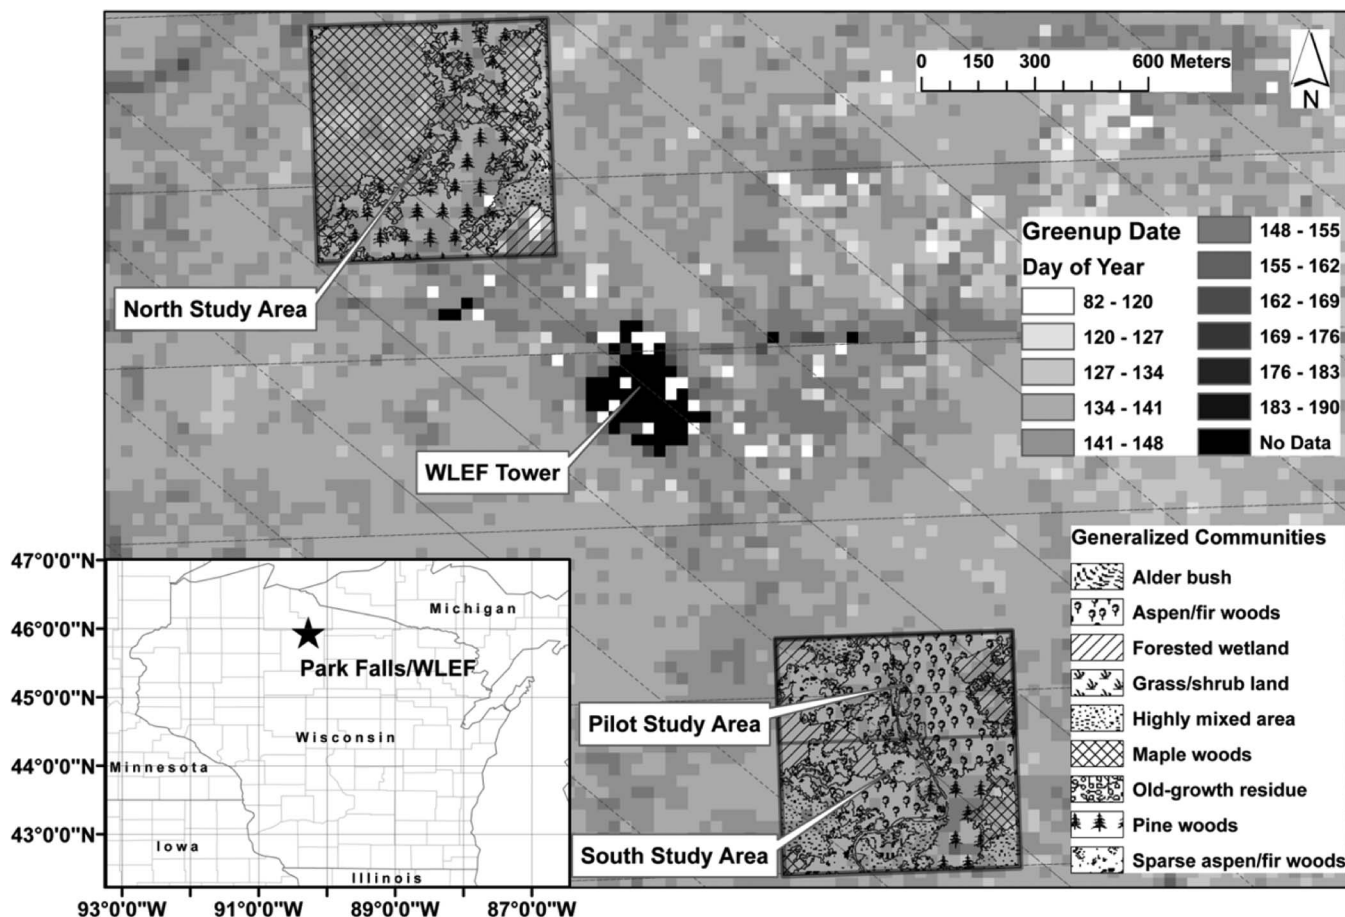 0 150 300 600 Meters
N
North Study Area
WLEF Tower
Pilot Study Area
South Study Area
Greenup Date
Day of Year
82 - 120
120 - 127
127 - 134
134 - 141
141 - 148
148 - 155
155 - 162
162 - 169
169 - 176
176 - 183
183 - 190
No Data
Generalized Communities
Alder bush
Aspen/fir woods
Forested wetland
Grass/shrub land
Highly mixed area
Maple woods
Old-growth residue
Pine woods
Sparse aspen/fir woods
47°0'0"N
46°0'0"N
45°0'0"N
44°0'0"N
43°0'0"N
Michigan
Park Falls/WLEF
Wisconsin
Minnesota
Iowa
Illinois
93°0'0"W 91°0'0"W 89°0'0"W 87°0'0"W